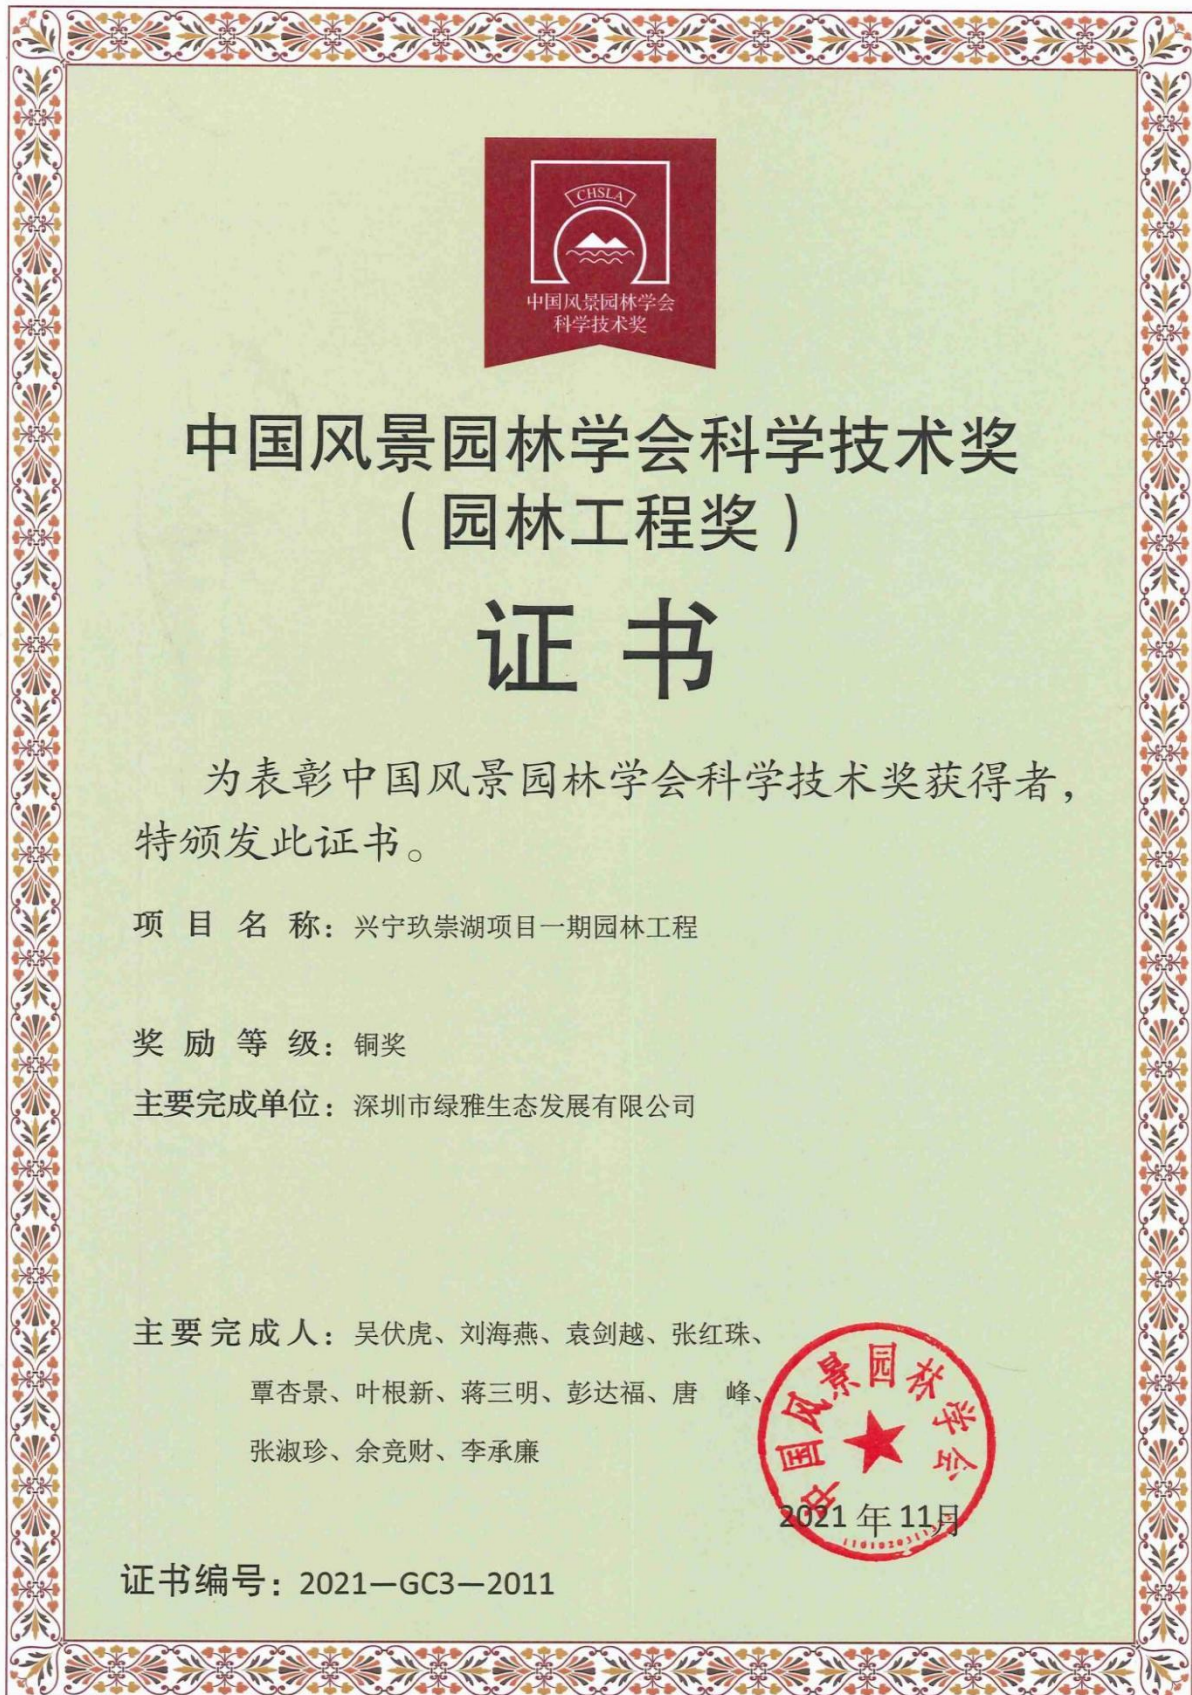 CHSLA
中国风景园林学会
科学技术奖
中国风景园林学会科学技术奖
（园林工程奖）
证书
为表彰中国风景园林学会科学技术奖获得者，
特颁发此证书。
项目名称：兴宁玖崇湖项目一期园林工程
奖励等级：铜奖
主要完成单位：深圳市绿雅生态发展有限公司
主要完成人：吴伏虎、刘海燕、袁剑越、张红珠、
覃杏景、叶根新、蒋三明、彭达福、唐　峰、
张淑珍、余竞财、李承廉
中国风景园林学会
2021年11月
证书编号：2021—GC3—2011